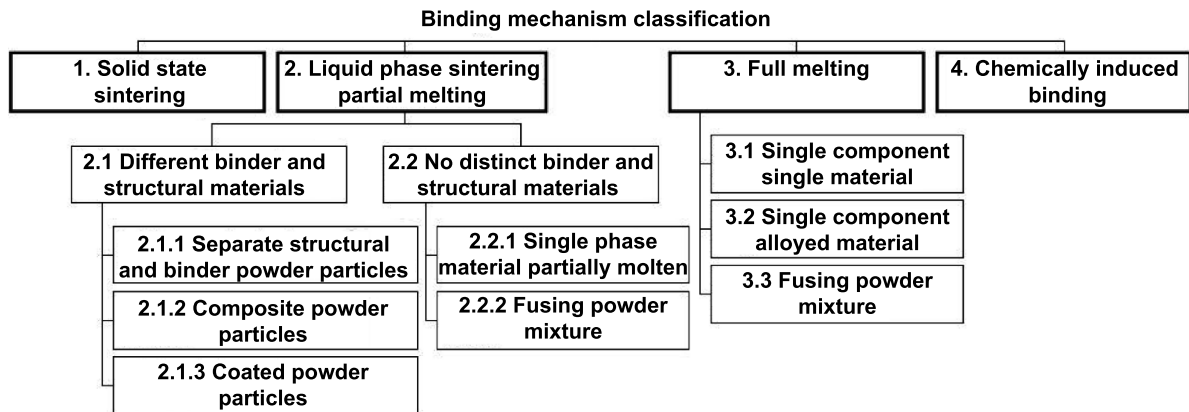 Binding mechanism classification
1. Solid state
sintering
2. Liquid phase sintering
partial melting
3. Full melting
4. Chemically induced
binding
2.1 Different binder and
structural materials
2.1.1 Separate structural
and binder powder particles
2.1.2 Composite powder
particles
2.1.3 Coated powder
particles
2.2 No distinct binder and
structural materials
2.2.1 Single phase
material partially molten
2.2.2 Fusing powder
mixture
3.1 Single component
single material
3.2 Single component
alloyed material
3.3 Fusing powder
mixture